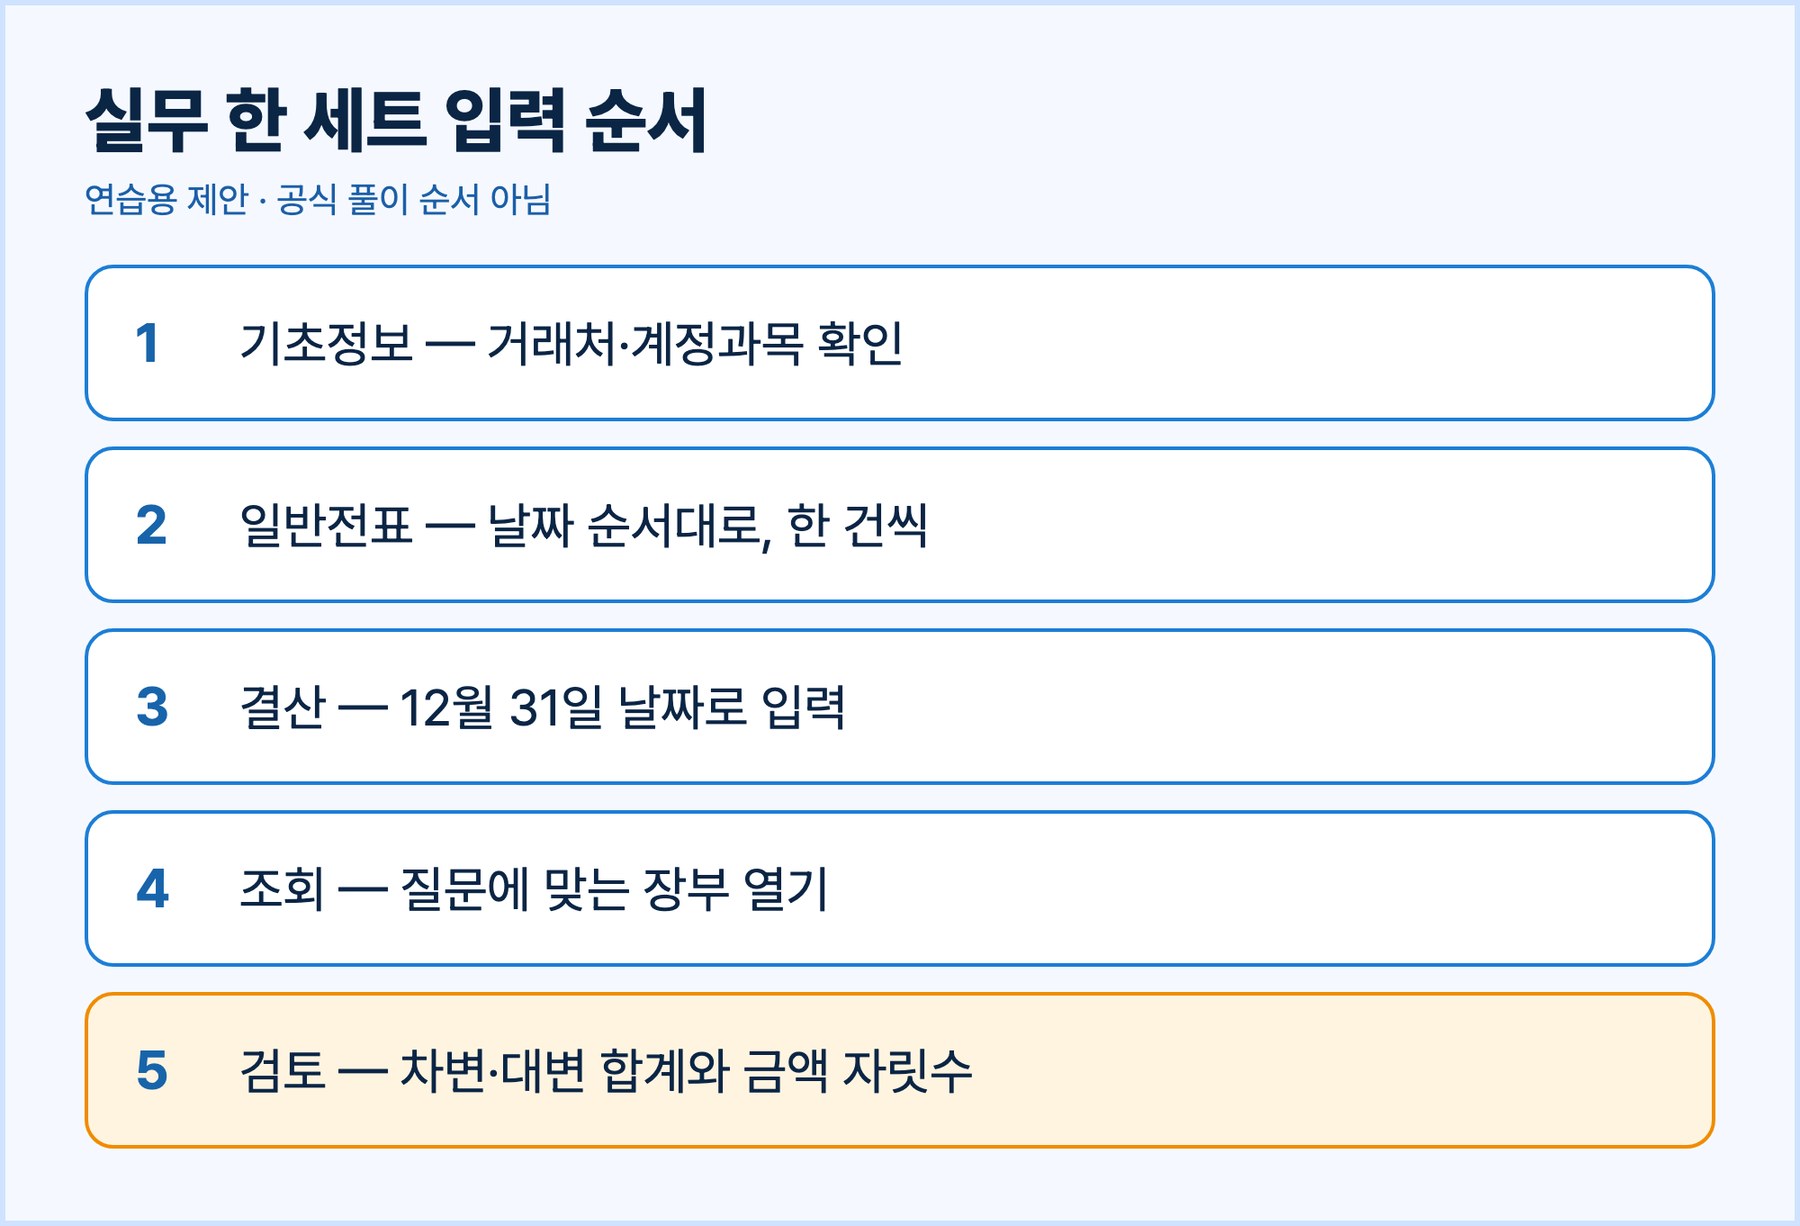 실무 한 세트 입력 순서
연습용 제안 · 공식 풀이 순서 아님
1 기초정보 — 거래처·계정과목 확인
2 일반전표 — 날짜 순서대로, 한 건씩
3 결산 — 12월 31일 날짜로 입력
4 조회 — 질문에 맞는 장부 열기
5 검토 — 차변·대변 합계와 금액 자릿수